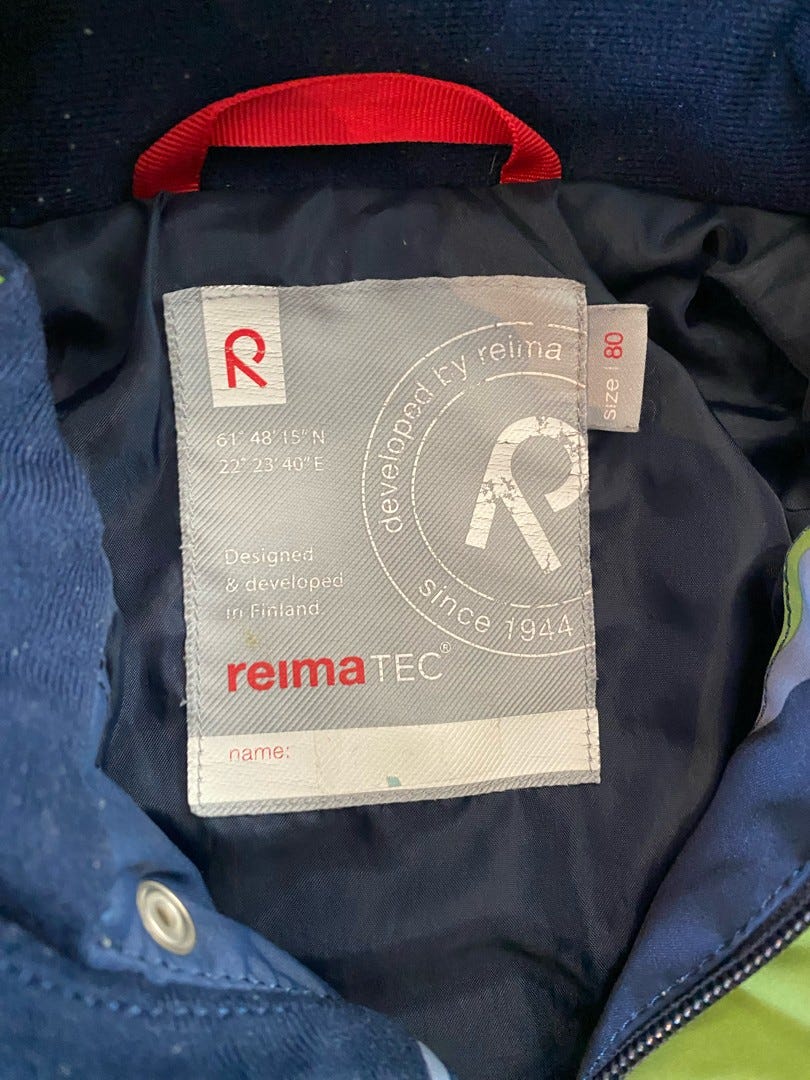 R
61° 48' 15" N
22° 23' 40" E
developed by reima
R
since 1944
Designed
& developed
in Finland
reimaTEC®
name:
size | 80